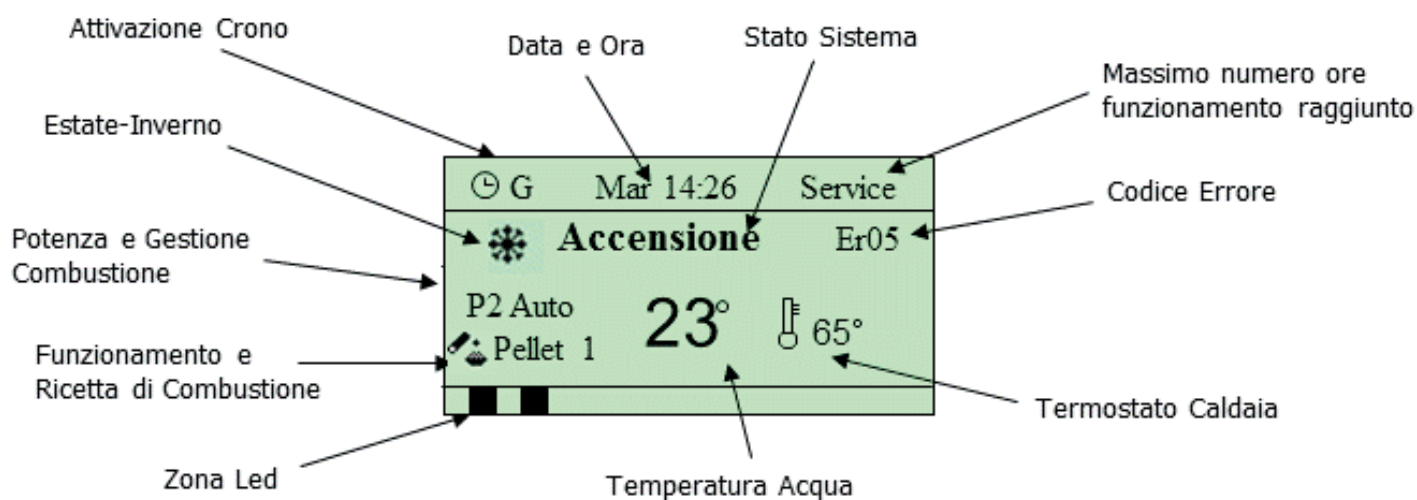 Attivazione Crono
Data e Ora
Stato Sistema
Massimo numero ore
funzionamento raggiunto
Estate-Inverno
Codice Errore
G Mar 14:26 Service
Accensione Er05
Potenza e Gestione
Combustione
P2 Auto
23° 65°
Pellet 1
Funzionamento e
Ricetta di Combustione
Termostato Caldaia
Zona Led
Temperatura Acqua